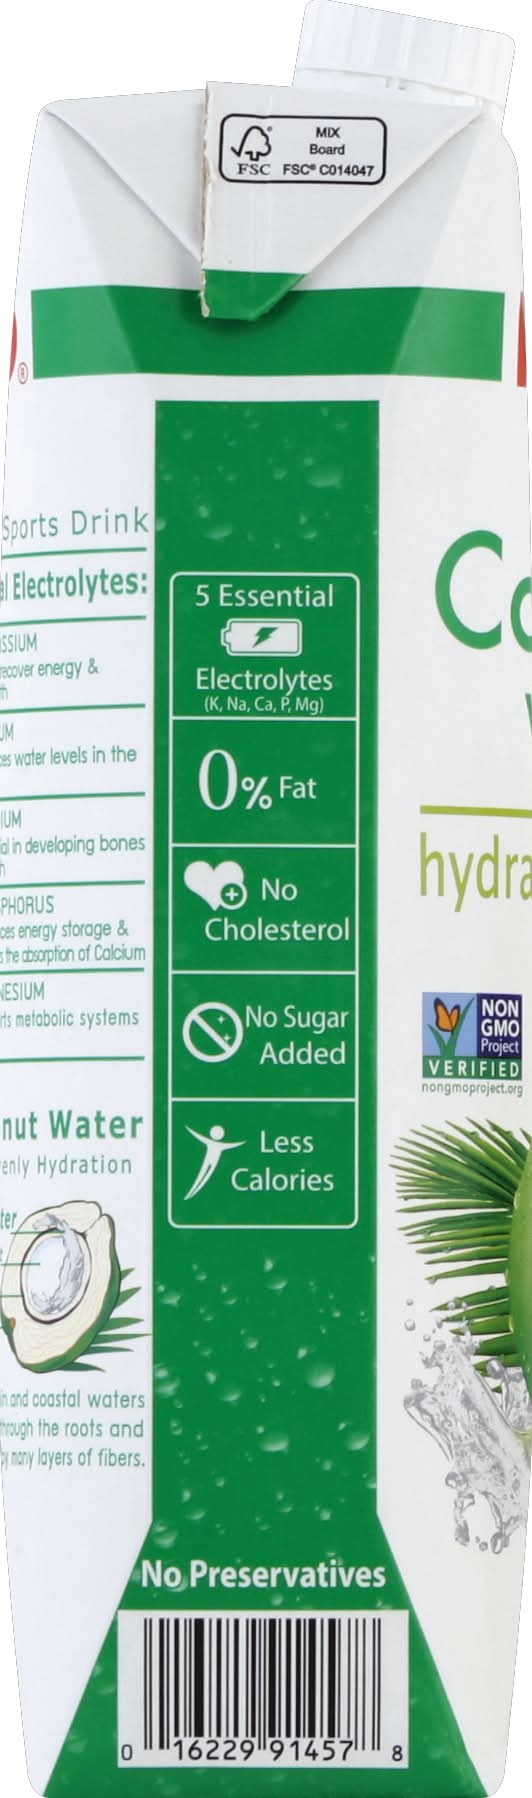 MIX
Board
FSC
FSC® C014047
®
Sports Drink
Electrolytes:
recover energy &
water levels in the
in developing bones
energy storage &
the absorption of Calcium
metabolic systems
Water
Hydration
and coastal waters
through the roots and
by many layers of fibers.
5 Essential
Electrolytes
(K, Na, Ca, P, Mg)
0% Fat
No
Cholesterol
No Sugar
Added
Less
Calories
No Preservatives
0 16229 91457 8
Co
hydra
NON
GMO
Project
VERIFIED
nongmoproject.org